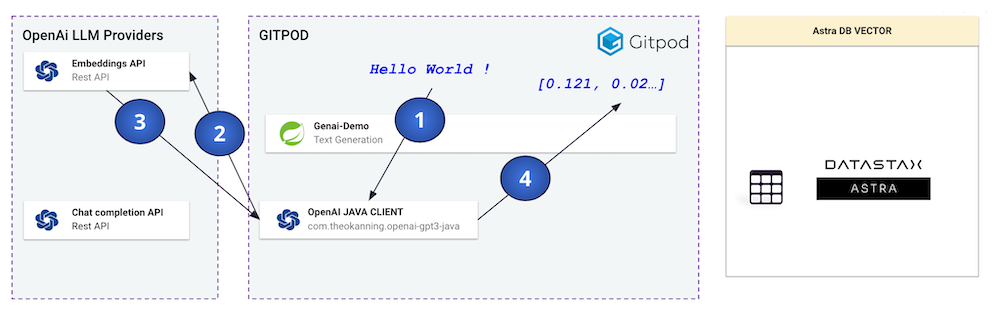 OpenAi LLM Providers
Embeddings API
Rest API
3
2
Chat completion API
Rest API
GITPOD
Gitpod
Hello World !
[0.121, 0.02…]
1
Genai-Demo
Text Generation
4
OpenAI JAVA CLIENT
com.theokanning.openai-gpt3-java
Astra DB VECTOR
DATASTAX
ASTRA